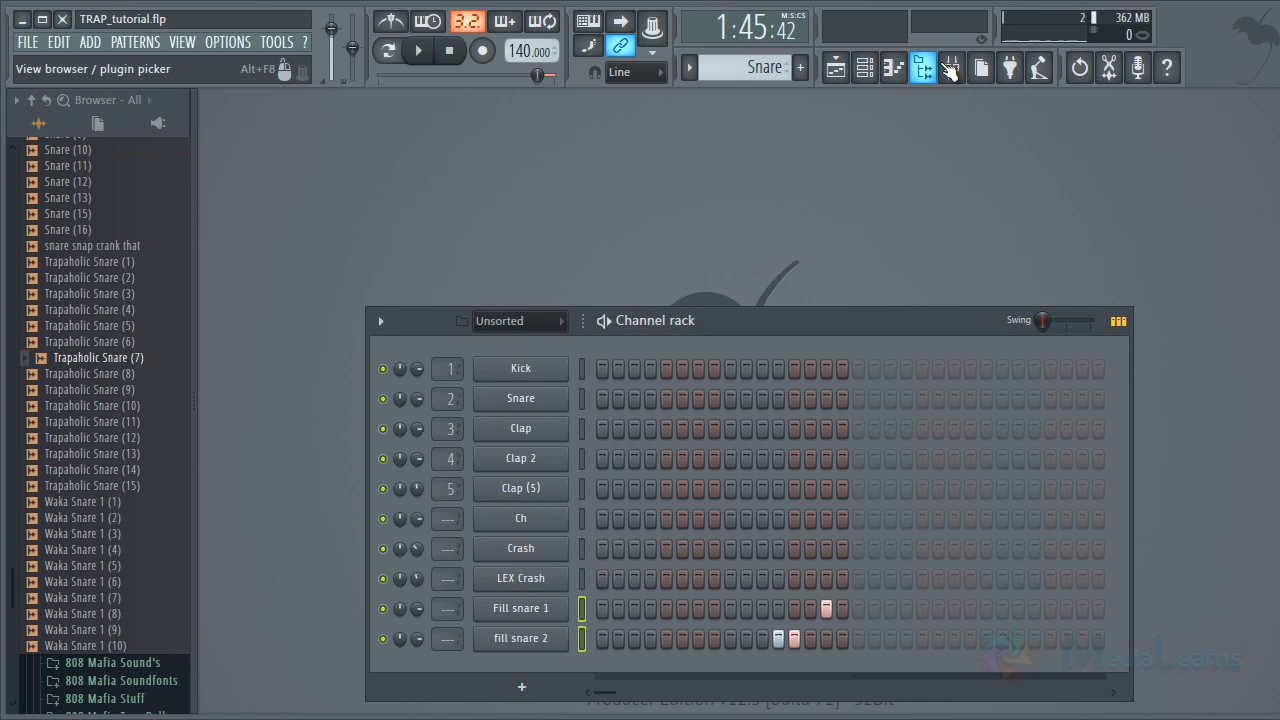 TRAP_tutorial.flp
FILE EDIT ADD PATTERNS VIEW OPTIONS TOOLS ?
View browser / plugin picker Alt+F8
3.2.
140.000
Line
1:45:42
M:S:CS
2 362 MB
0
Snare +
Browser - All
Snare (10)
Snare (11)
Snare (12)
Snare (13)
Snare (15)
Snare (16)
snare snap crank that
Trapaholic Snare (1)
Trapaholic Snare (2)
Trapaholic Snare (3)
Trapaholic Snare (4)
Trapaholic Snare (5)
Trapaholic Snare (6)
Trapaholic Snare (7)
Trapaholic Snare (8)
Trapaholic Snare (9)
Trapaholic Snare (10)
Trapaholic Snare (11)
Trapaholic Snare (12)
Trapaholic Snare (13)
Trapaholic Snare (14)
Trapaholic Snare (15)
Waka Snare 1 (1)
Waka Snare 1 (2)
Waka Snare 1 (3)
Waka Snare 1 (4)
Waka Snare 1 (5)
Waka Snare 1 (6)
Waka Snare 1 (7)
Waka Snare 1 (8)
Waka Snare 1 (9)
Waka Snare 1 (10)
808 Mafia Sound's
808 Mafia Soundfonts
808 Mafia Stuff
Unsorted
Channel rack
Swing
1 Kick
2 Snare
3 Clap
4 Clap 2
5 Clap (5)
--- Ch
--- Crash
--- LEX Crash
--- Fill snare 1
--- fill snare 2
+
MediaLearns